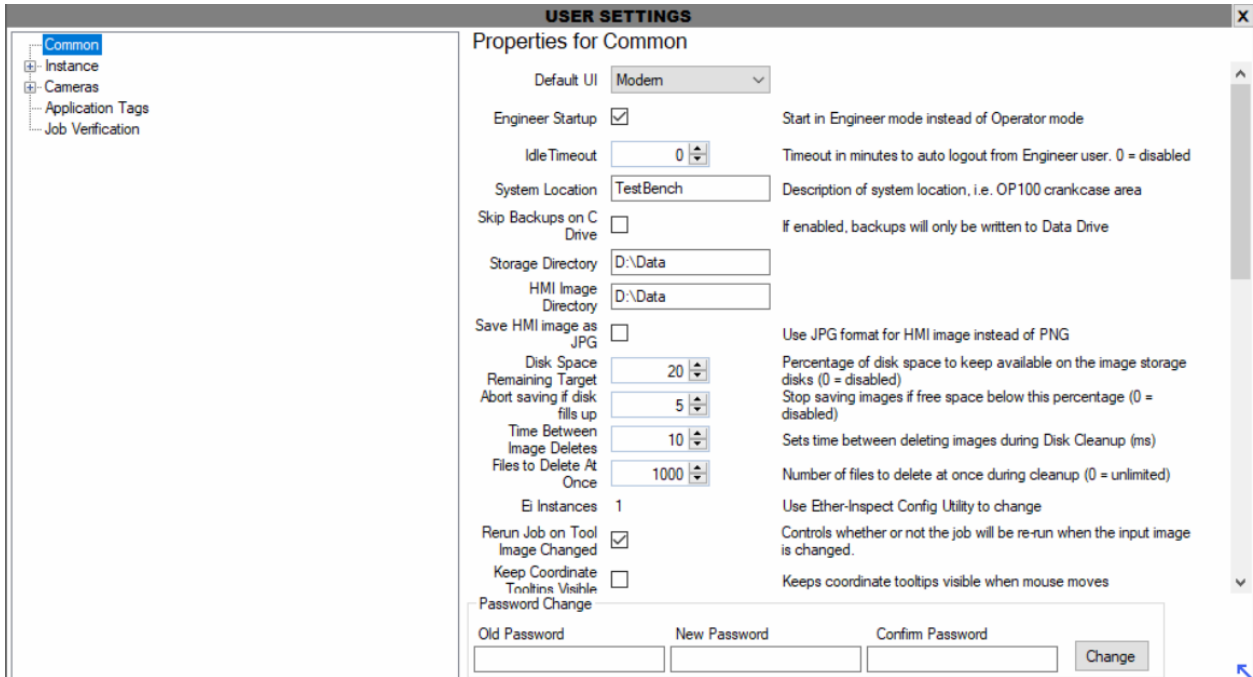 USER SETTINGS
X
Common
Instance
Cameras
Application Tags
Job Verification
Properties for Common
Default UI Modern
Engineer Startup Start in Engineer mode instead of Operator mode
IdleTimeout 0 Timeout in minutes to auto logout from Engineer user. 0 = disabled
System Location TestBench Description of system location, i.e. OP100 crankcase area
Skip Backups on C
Drive
If enabled, backups will only be written to Data Drive
Storage Directory D:\Data
HMI Image
Directory
D:\Data
Save HMI image as
JPG
Use JPG format for HMI image instead of PNG
Disk Space
Remaining Target
20
Percentage of disk space to keep available on the image storage
disks (0 = disabled)
Abort saving if disk
fills up
5
Stop saving images if free space below this percentage (0 =
disabled)
Time Between
Image Deletes
10
Sets time between deleting images during Disk Cleanup (ms)
Files to Delete At
Once
1000
Number of files to delete at once during cleanup (0 = unlimited)
Ei Instances 1 Use Ether-Inspect Config Utility to change
Rerun Job on Tool
Image Changed
Controls whether or not the job will be re-run when the input image
is changed.
Keep Coordinate
Tooltips Visible
Keeps coordinate tooltips visible when mouse moves
Password Change
Old Password New Password Confirm Password
Change